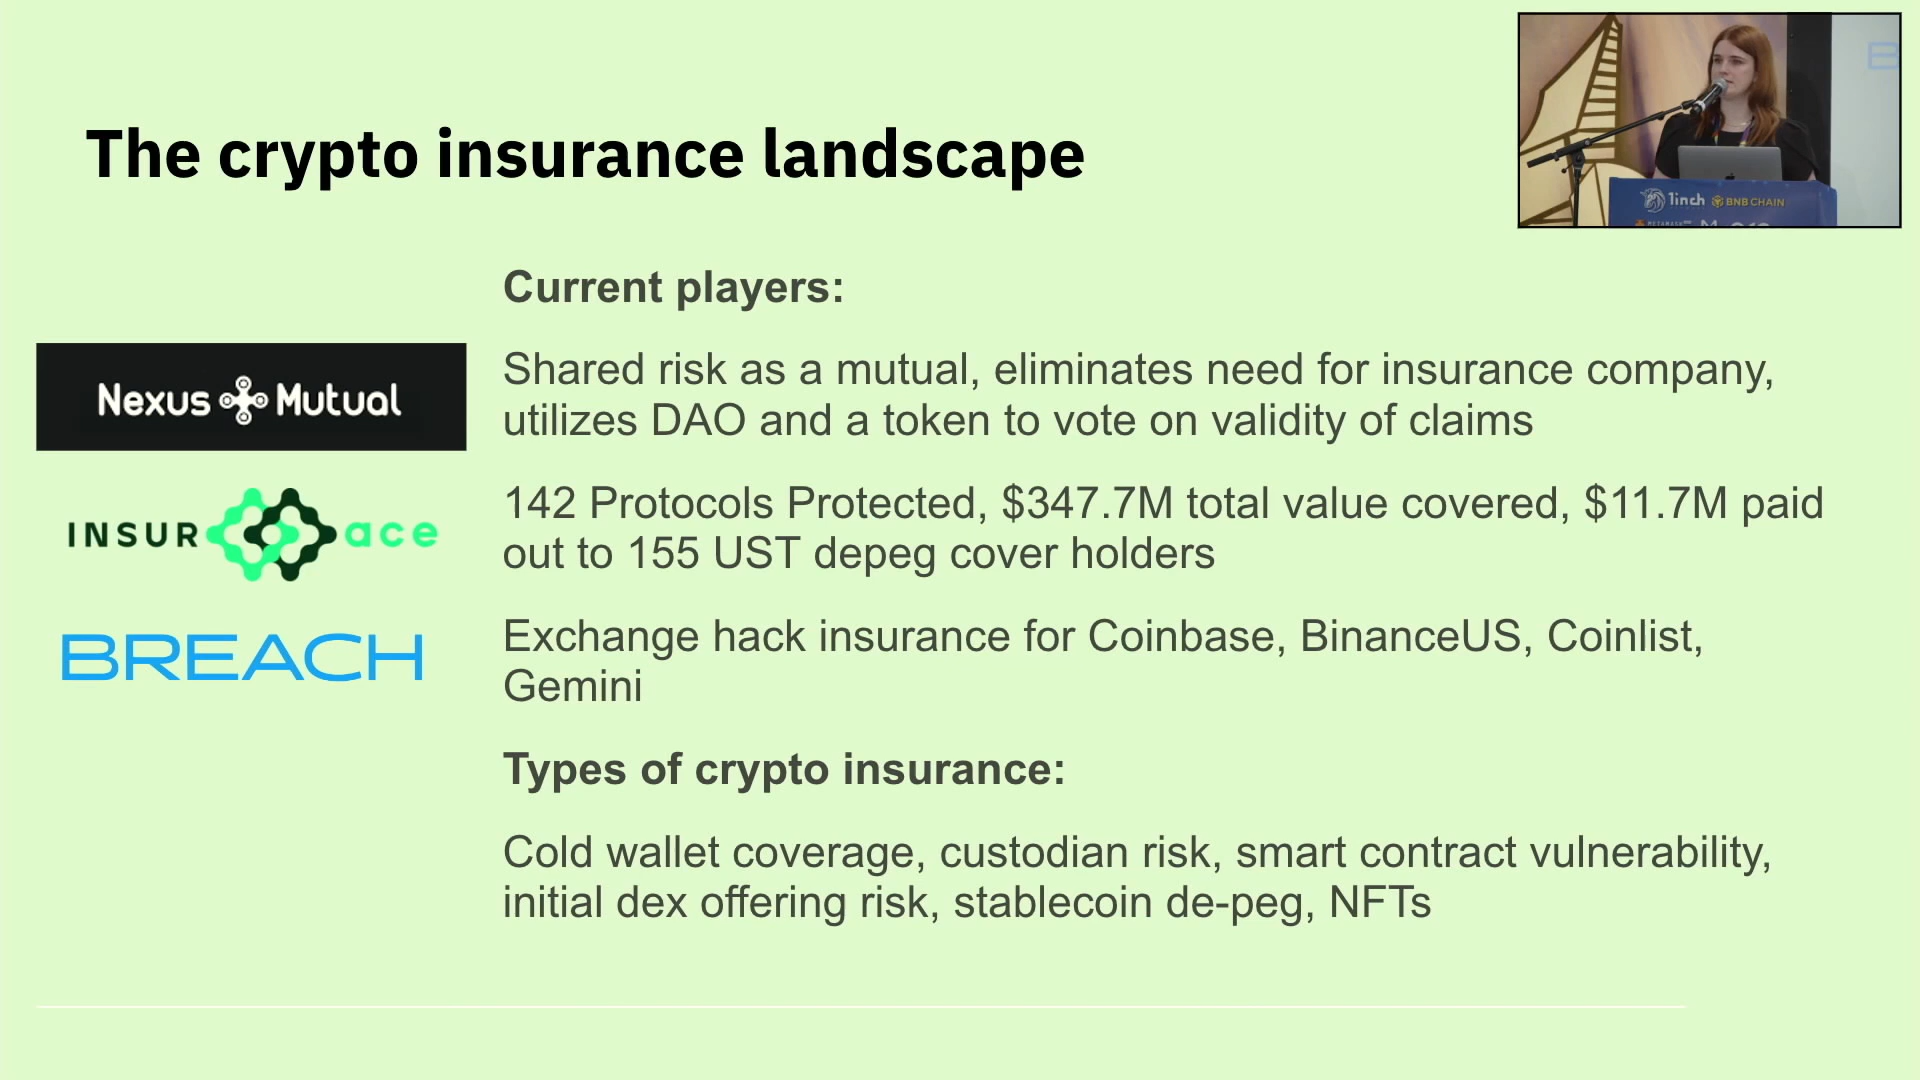 The crypto insurance landscape
Current players:
Nexus Mutual
Shared risk as a mutual, eliminates need for insurance company,
utilizes DAO and a token to vote on validity of claims
INSUR ace
142 Protocols Protected, $347.7M total value covered, $11.7M paid
out to 155 UST depeg cover holders
BREACH
Exchange hack insurance for Coinbase, BinanceUS, Coinlist,
Gemini
Types of crypto insurance:
Cold wallet coverage, custodian risk, smart contract vulnerability,
initial dex offering risk, stablecoin de-peg, NFTs
1inch BNB CHAIN